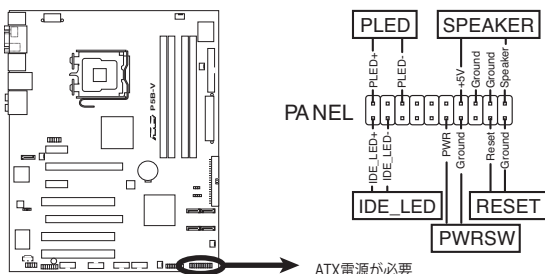 PLED
SPEAKER
PLED+
PLED-
+5V
Ground
Ground
Speaker
PANEL
IDE_LED+
IDE_LED-
PWR
Ground
Reset
Ground
IDE_LED
RESET
PWRSW
P5B-V
ATX電源が必要